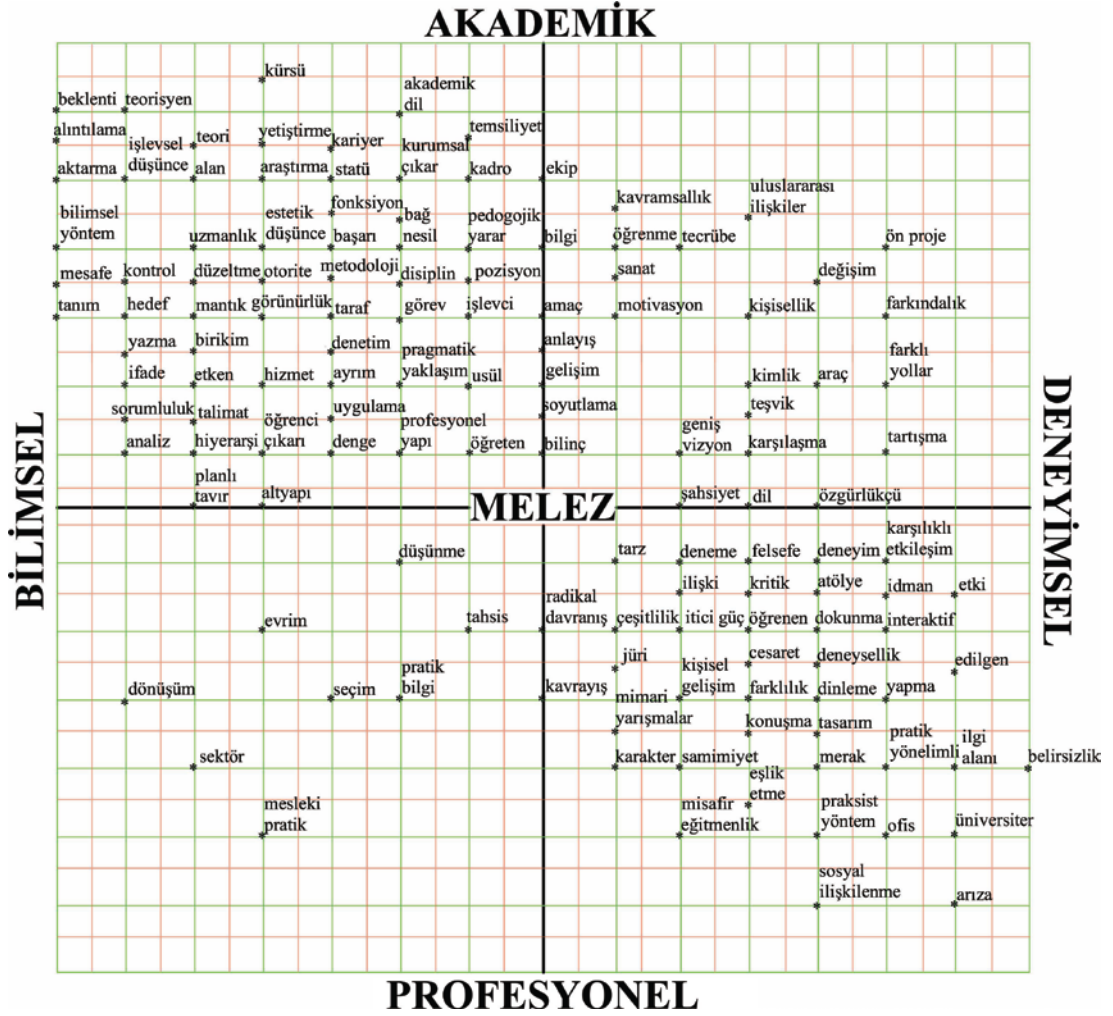 AKADEMİK
kürsü
akademik
dil
beklenti
teorisyen
temsiliyet
alıntılama
işlevsel
düşünce
teori
yetiştirme
kariyer
kurumsal
çıkar
aktarma
alan
araştırma
statü
kadro
ekip
kavramsallık
uluslararası
ilişkiler
bilimsel
yöntem
uzmanlık
estetik
düşünce
fonksiyon
başarı
bağ
nesil
pedogojik
yarar
bilgi
öğrenme
tecrübe
ön proje
mesafe
kontrol
düzeltme
otorite
metodoloji
disiplin
pozisyon
sanat
değişim
tanım
hedef
mantık
görünürlük
taraf
görev
işlevci
amaç
motivasyon
kişisellik
farkındalık
yazma
birikim
denetim
pragmatik
yaklaşım
anlayış
farklı
yollar
ifade
etken
hizmet
ayrım
usül
gelişim
kimlik
araç
sorumluluk
talimat
öğrenci
çıkarı
uygulama
profesyonel
yapı
soyutlama
teşvik
analiz
hiyerarşi
denge
öğreten
bilinç
geniş
vizyon
karşılaşma
tartışma
planlı
tavır
altyapı
şahsiyet
dil
özgürlükçü
BİLİMSEL
MELEZ
DENEYİMSEL
düşünme
tarz
deneme
felsefe
deneyim
karşılıklı
etkileşim
ilişki
kritik
atölye
idman
etki
evrim
tahsis
radikal
davranış
çeşitlilik
itici güç
öğrenen
dokunma
interaktif
jüri
kişisel
gelişim
cesaret
deneysellik
edilgen
dönüşüm
seçim
pratik
bilgi
kavrayış
mimari
yarışmalar
farklılık
dinleme
yapma
konuşma
tasarım
sektör
karakter
samimiyet
merak
pratik
yönelimli
ilgi
alanı
belirsizlik
eşlik
etme
mesleki
pratik
misafir
eğitmenlik
praksist
yöntem
ofis
üniversiter
sosyal
ilişkilenme
arıza
PROFESYONEL